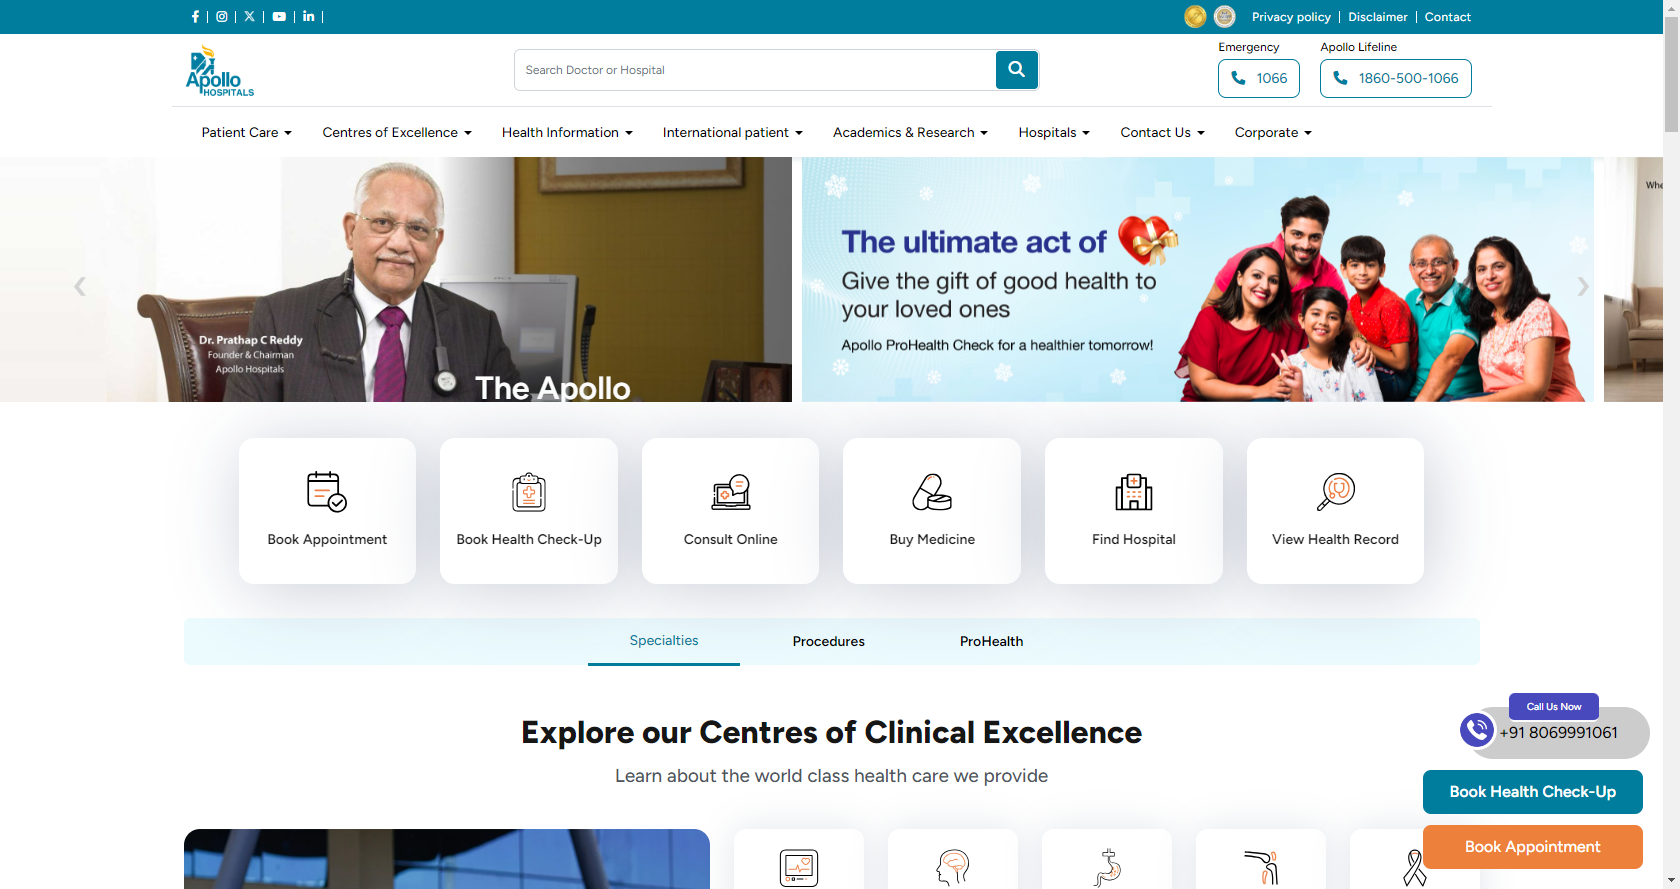 Privacy policy | Disclaimer | Contact
Apollo
HOSPITALS
Search Doctor or Hospital
Emergency
1066
Apollo Lifeline
1860-500-1066
Patient Care
Centres of Excellence
Health Information
International patient
Academics & Research
Hospitals
Contact Us
Corporate
Dr. Prathap C Reddy
Founder & Chairman
Apollo Hospitals
The Apollo
The ultimate act of
Give the gift of good health to
your loved ones
Apollo ProHealth Check for a healthier tomorrow!
Whe
Book Appointment
Book Health Check-Up
Consult Online
Buy Medicine
Find Hospital
View Health Record
Specialties
Procedures
ProHealth
Explore our Centres of Clinical Excellence
Learn about the world class health care we provide
Call Us Now
+91 8069991061
Book Health Check-Up
Book Appointment